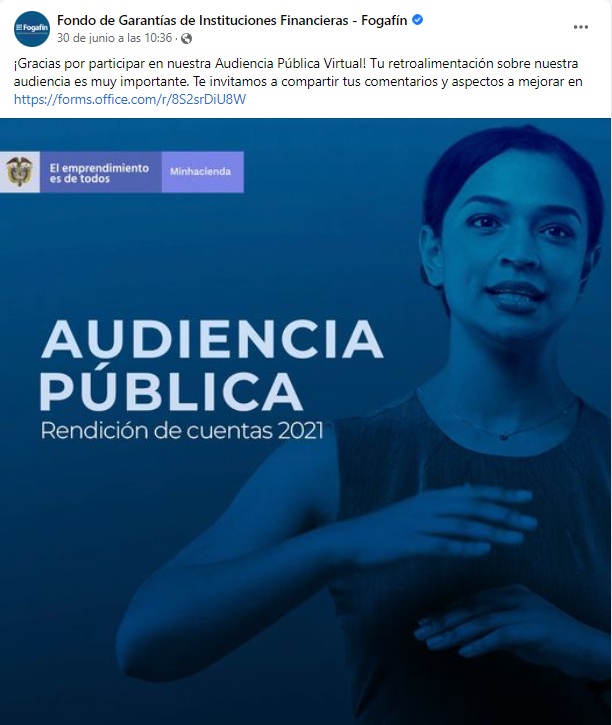 Fogafín
Fondo de Garantías de Instituciones Financieras - Fogafín
30 de junio a las 10:36 ·
¡Gracias por participar en nuestra Audiencia Pública Virtual! Tu retroalimentación sobre nuestra
audiencia es muy importante. Te invitamos a compartir tus comentarios y aspectos a mejorar en
https://forms.office.com/r/8S2srDiU8W
El emprendimiento
es de todos
Minhacienda
AUDIENCIA
PÚBLICA
Rendición de cuentas 2021